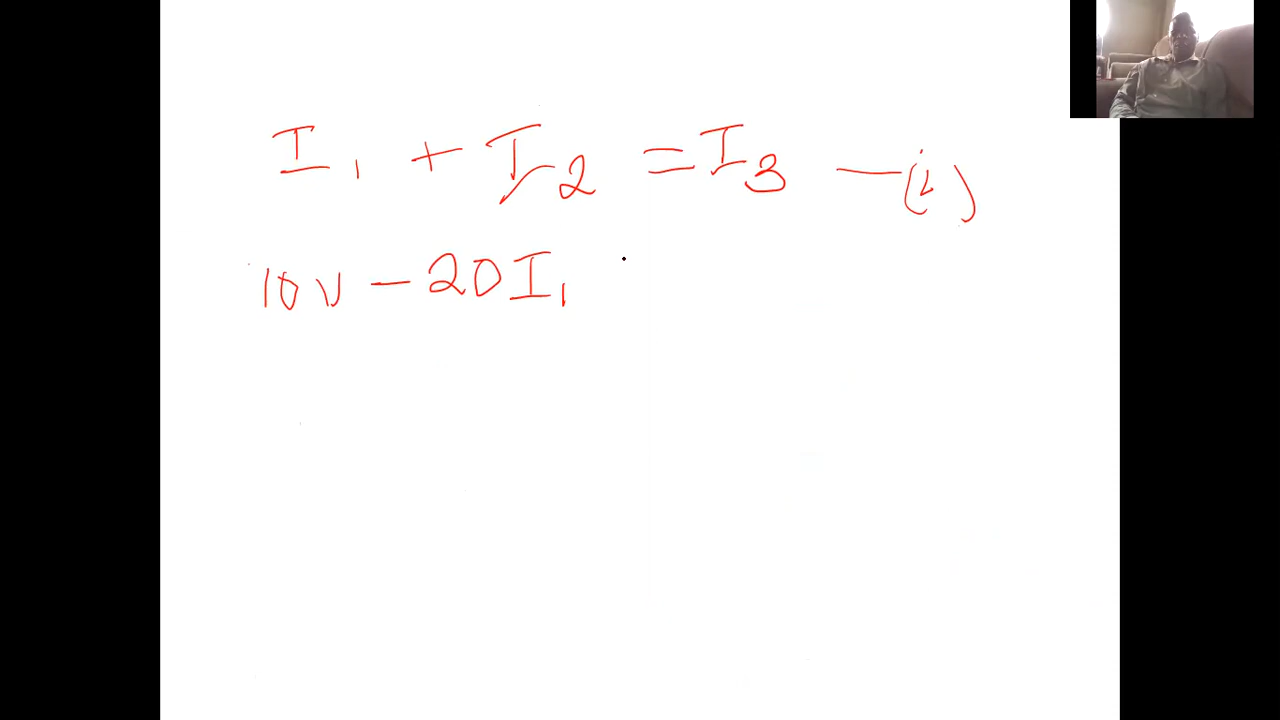 I₁ + I₂ = I₃ —(i)
10V - 20I₁